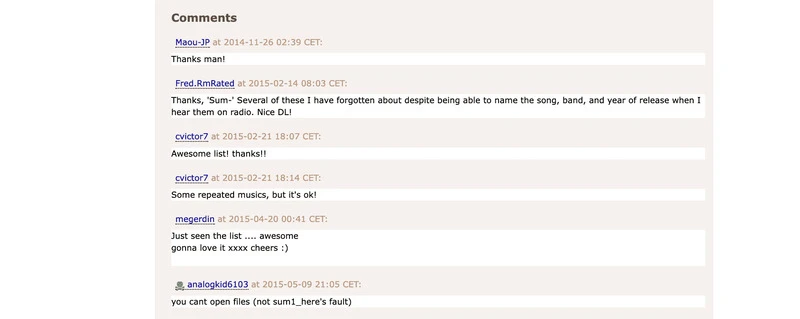 Comments
Maou-JP at 2014-11-26 02:39 CET:
Thanks man!
Fred.RmRated at 2015-02-14 08:03 CET:
Thanks, 'Sum-' Several of these I have forgotten about despite being able to name the song, band, and year of release when I
hear them on radio. Nice DL!
cvictor7 at 2015-02-21 18:07 CET:
Awesome list! thanks!!
cvictor7 at 2015-02-21 18:14 CET:
Some repeated musics, but it's ok!
megerdin at 2015-04-20 00:41 CET:
Just seen the list .... awesome
gonna love it xxxx cheers :)
analogkid6103 at 2015-05-09 21:05 CET:
you cant open files (not sum1_here's fault)